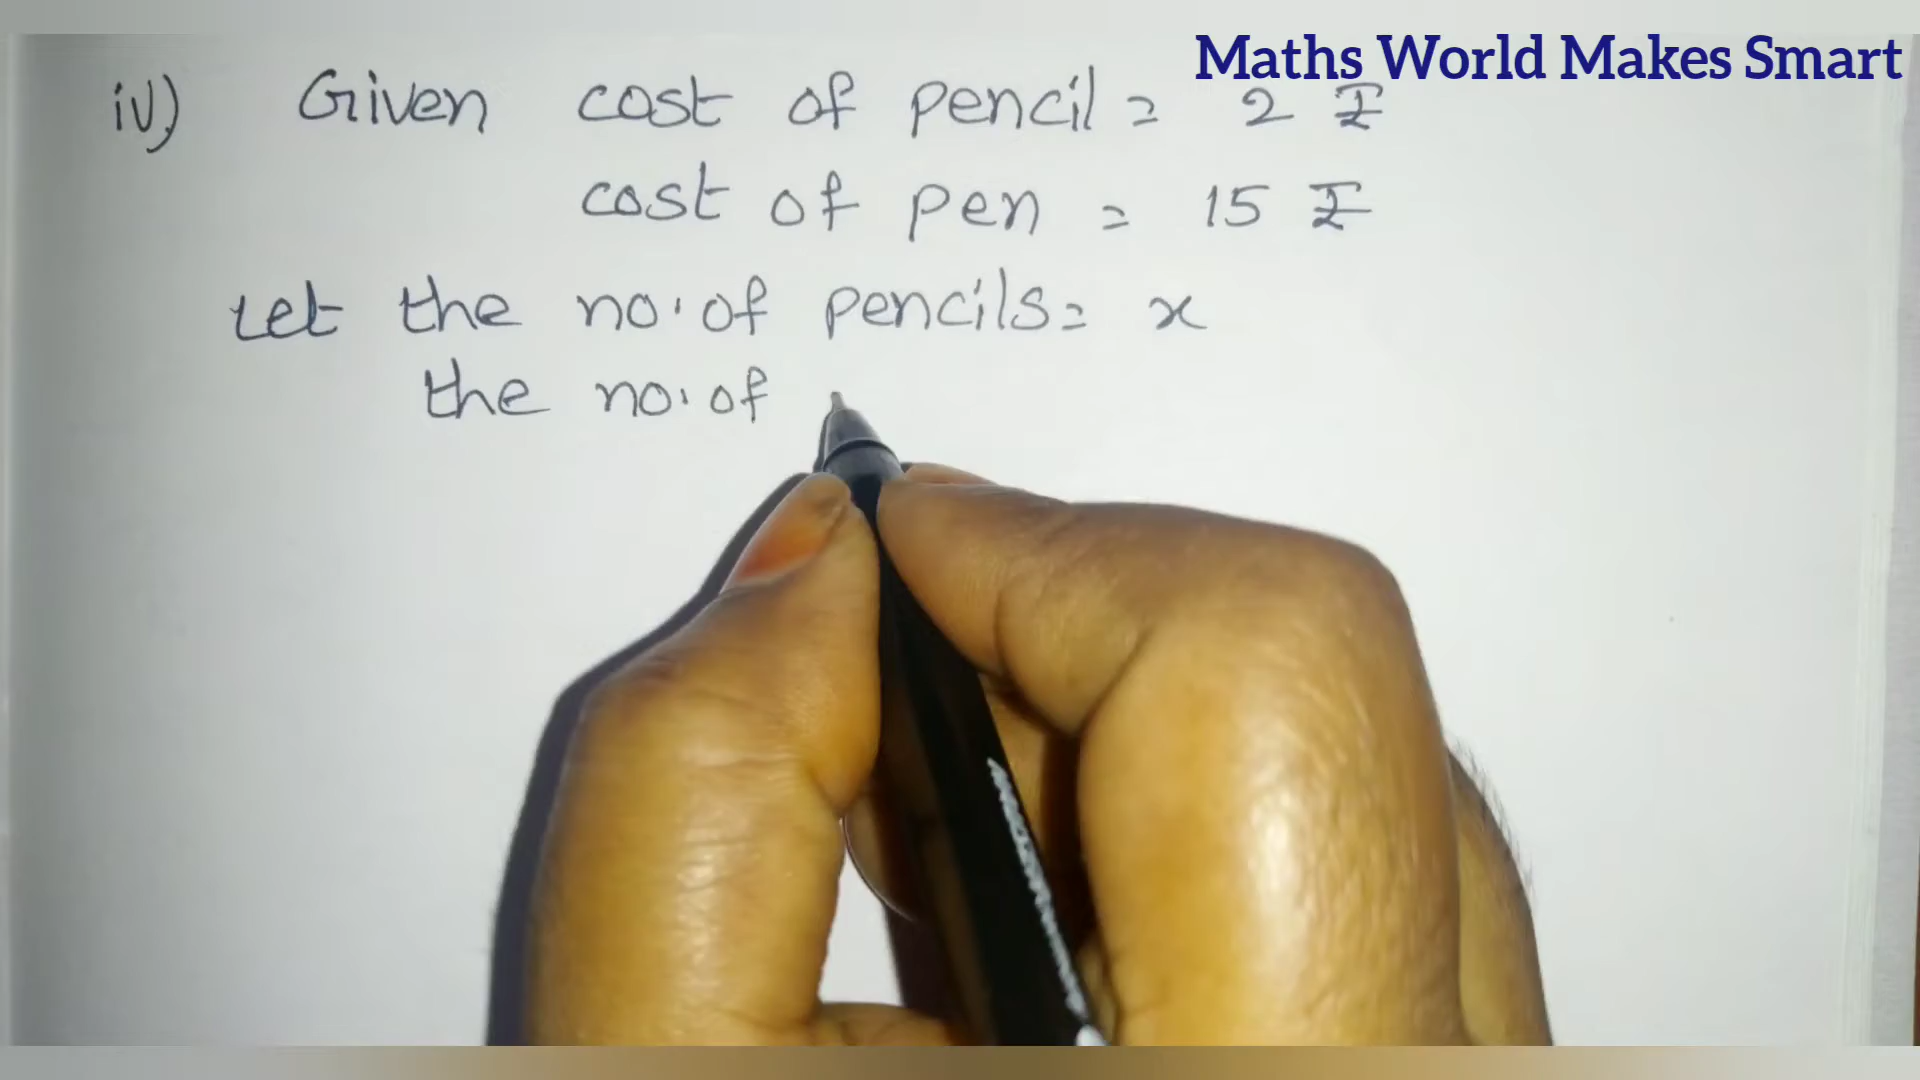 Maths World Makes Smart
iv) Given cost of pencil = 2 ₹
cost of pen = 15 ₹
Let the no. of pencils = x
the no. of